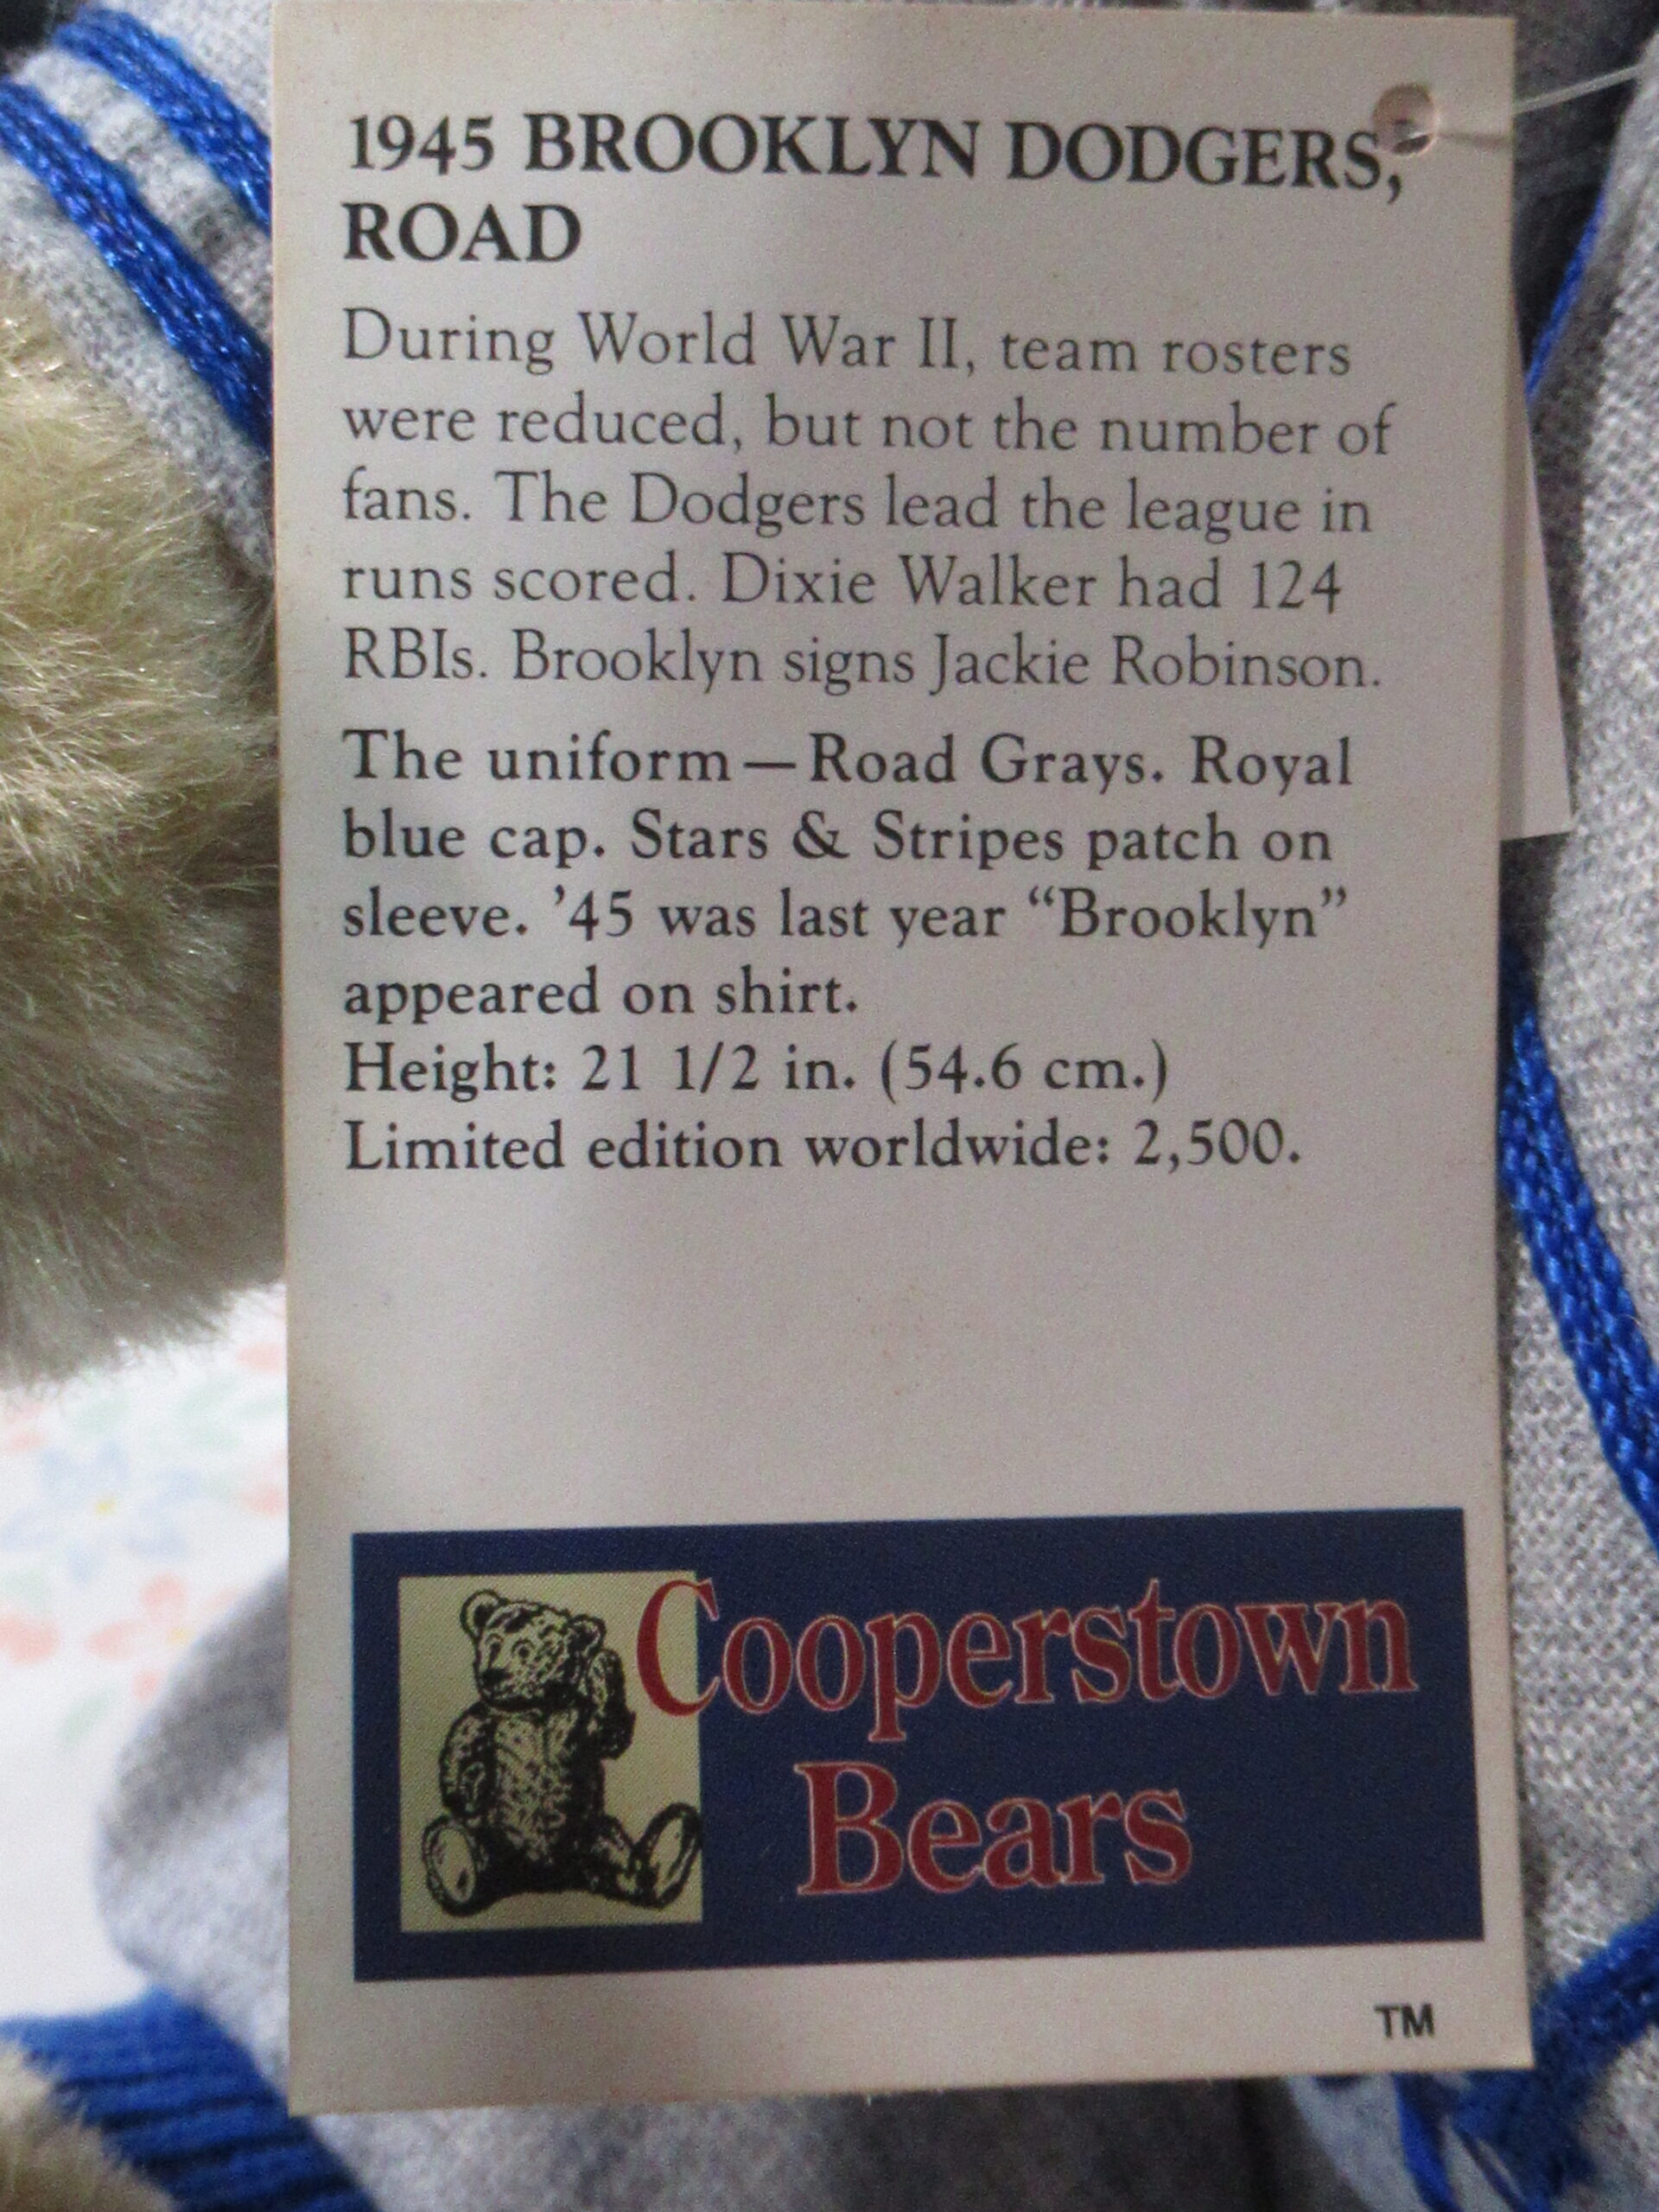 1945 BROOKLYN DODGERS,
ROAD
During World War II, team rosters
were reduced, but not the number of
fans. The Dodgers lead the league in
runs scored. Dixie Walker had 124
RBIs. Brooklyn signs Jackie Robinson.
The uniform—Road Grays. Royal
blue cap. Stars & Stripes patch on
sleeve. ’45 was last year “Brooklyn”
appeared on shirt.
Height: 21 1/2 in. (54.6 cm.)
Limited edition worldwide: 2,500.
Cooperstown
Bears
TM